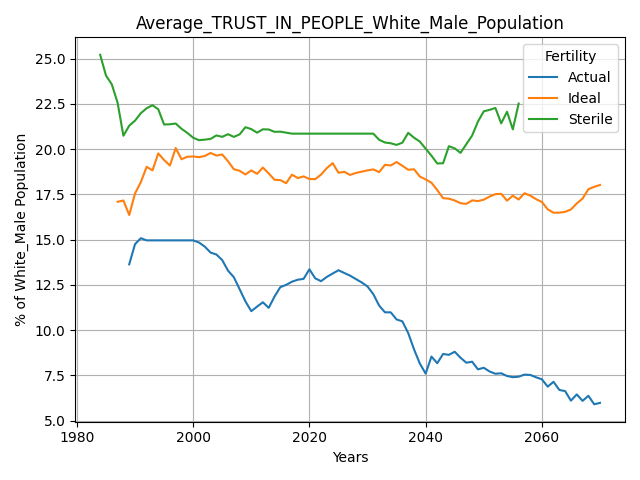 Average_TRUST_IN_PEOPLE_White_Male_Population
Fertility
Actual
Ideal
Sterile
% of White_Male Population
25.0
22.5
20.0
17.5
15.0
12.5
10.0
7.5
5.0
1980
2000
2020
2040
2060
Years